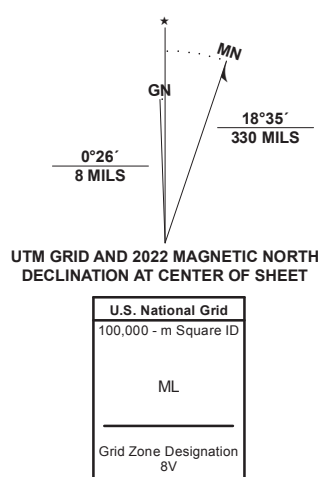 ★
MN
GN
18°35´
330 MILS
0°26´
8 MILS
UTM GRID AND 2022 MAGNETIC NORTH
DECLINATION AT CENTER OF SHEET
U.S. National Grid
100,000 - m Square ID
ML
Grid Zone Designation
8V